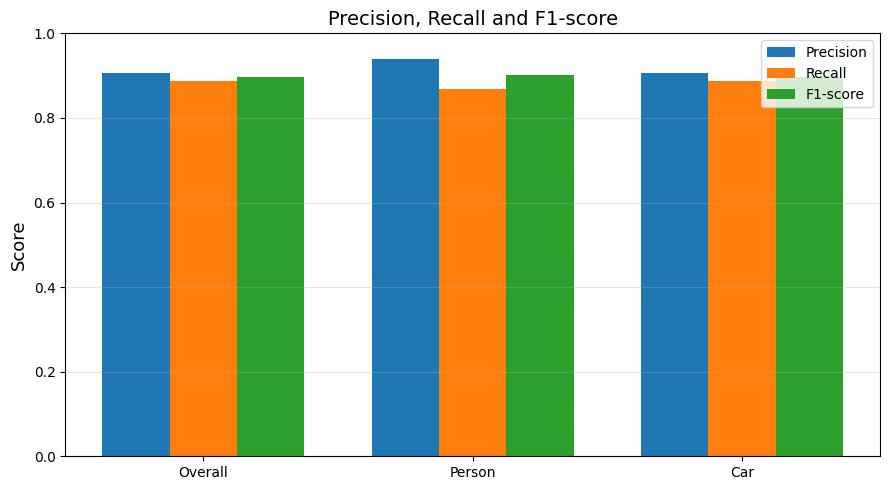 Precision, Recall and F1-score
Precision
Recall
F1-score
Score
1.0
0.8
0.6
0.4
0.2
0.0
Overall Person Car